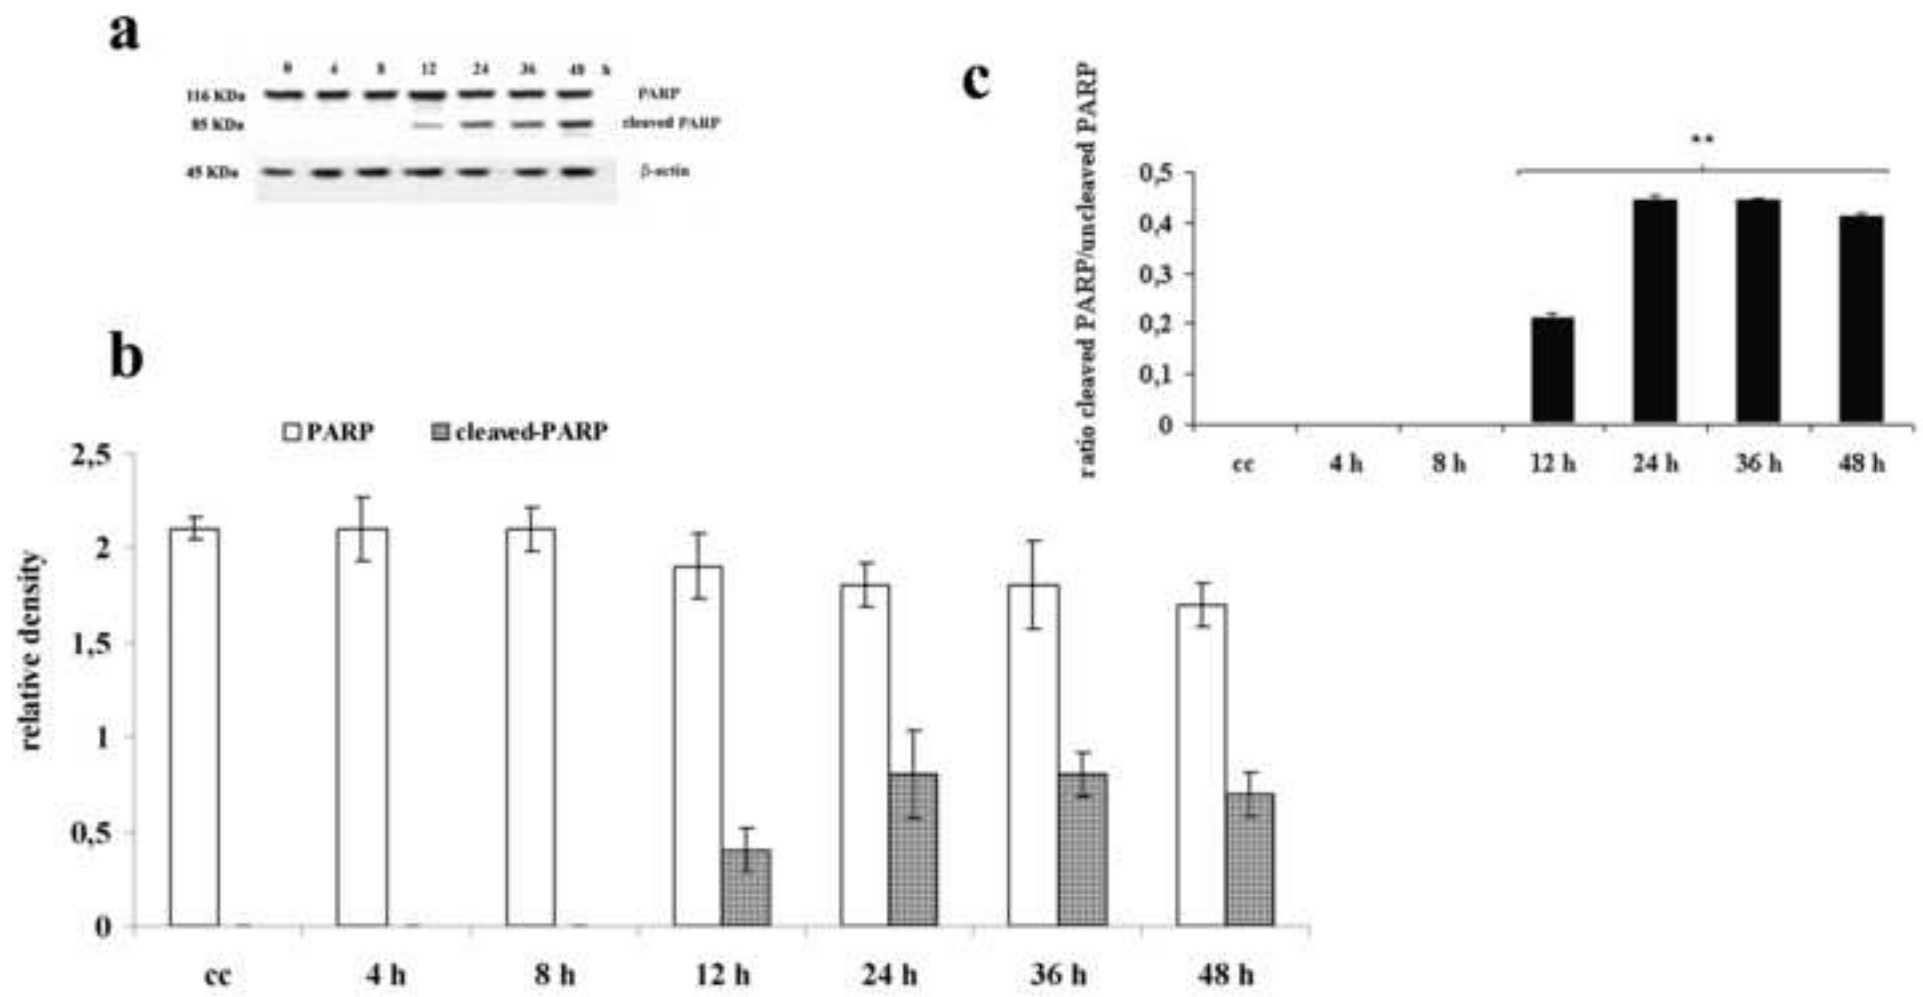 a
0 4 8 12 24 36 48 h
116 KDa PARP
85 KDa cleaved PARP
45 KDa β-actin
b
PARP cleaved-PARP
relative density
2,5
2
1,5
1
0,5
0
cc 4 h 8 h 12 h 24 h 36 h 48 h
c
ratio cleaved PARP/uncleaved PARP
**
0,5
0,4
0,3
0,2
0,1
0
cc 4 h 8 h 12 h 24 h 36 h 48 h